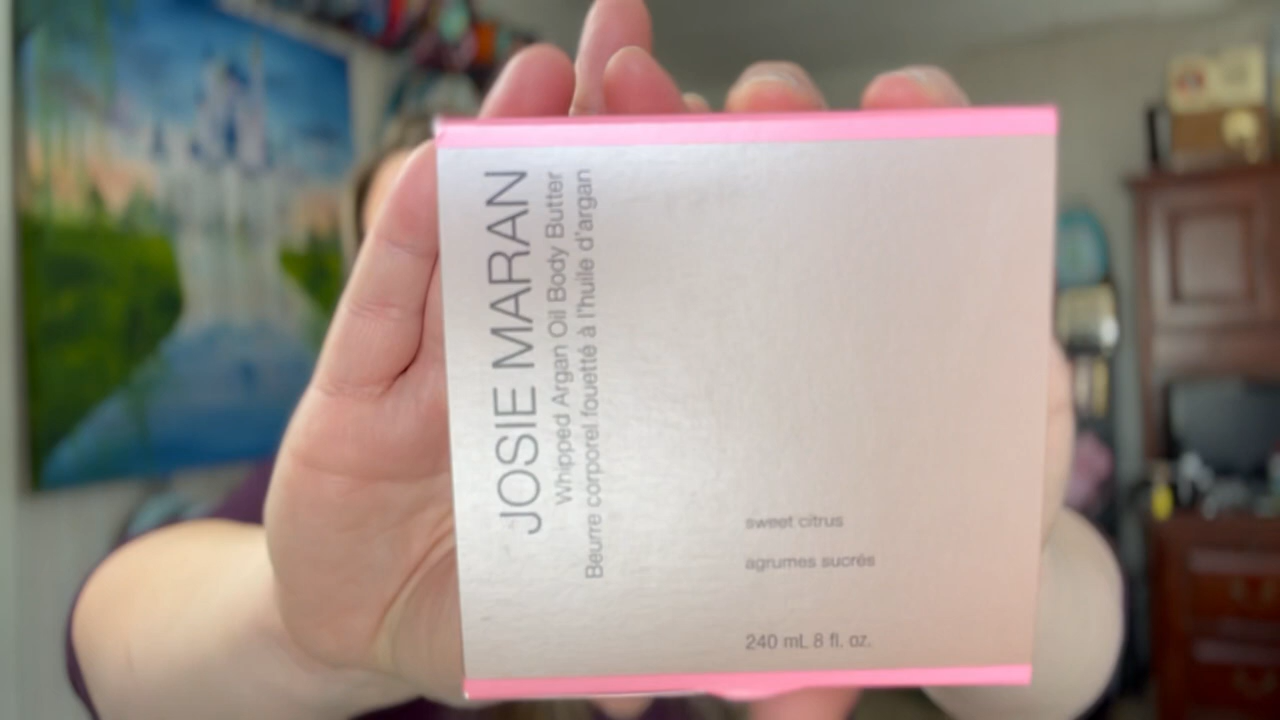 JOSIE MARAN
Whipped Argan Oil Body Butter
Beurre corporel fouetté à l'huile d'argan
sweet citrus
agrumes sucrés
240 mL 8 fl. oz.